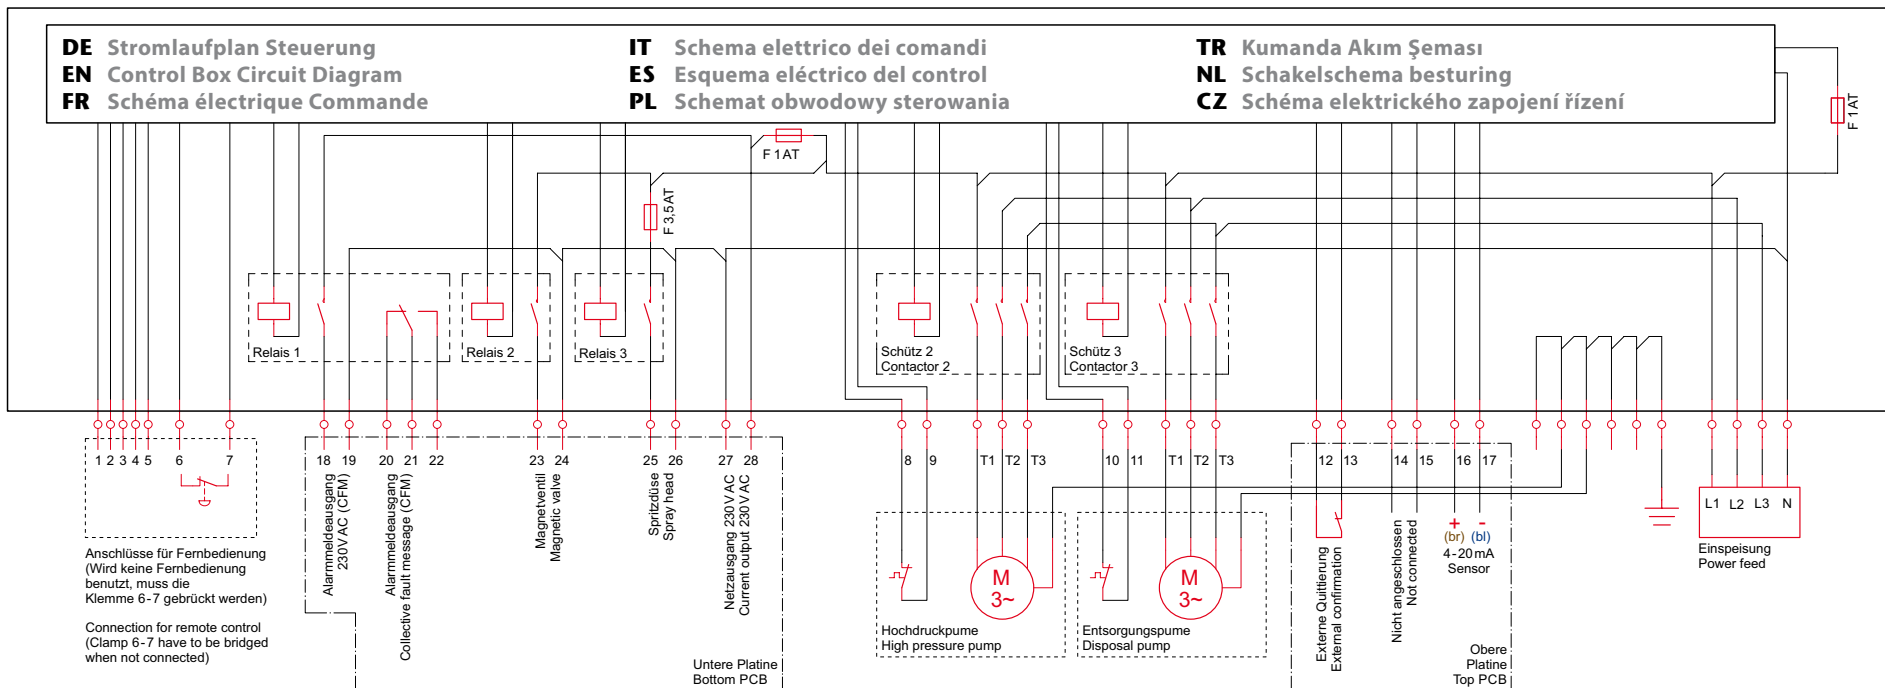 DE Stromlaufplan Steuerung
EN Control Box Circuit Diagram
FR Schéma électrique Commande
IT Schema elettrico dei comandi
ES Esquema eléctrico del control
PL Schemat obwodowy sterowania
TR Kumanda Akım Şeması
NL Schakelschema besturing
CZ Schéma elektrického zapojení řízení
F 1 AT
F 1 AT
F 3,5 AT
Relais 1
Relais 2
Relais 3
Schütz 2
Contactor 2
Schütz 3
Contactor 3
1 2 3 4 5 6 7
18 19 20 21 22 23 24 25 26 27 28
8 9 T1 T2 T3
10 11 T1 T2 T3
12 13 14 15 16 17
Anschlüsse für Fernbedienung
(Wird keine Fernbedienung
benutzt, muss die
Klemme 6-7 gebrückt werden)
Connection for remote control
(Clamp 6-7 have to be bridged
when not connected)
Alarmmeldeausgang
230V AC (CFM)
Alarmmeldeausgang
Collective fault message (CFM)
Magnetventil
Magnetic valve
Spritzdüse
Spray head
Netzausgang 230 V AC
Current output 230 V AC
Untere Platine
Bottom PCB
M
3~
Hochdruckpume
High pressure pump
M
3~
Entsorgungspume
Disposal pump
Externe Quittierung
External confirmation
Nicht angeschlossen
Not connected
+ -
(br) (bl)
4-20 mA
Sensor
Obere
Platine
Top PCB
L1 L2 L3 N
Einspeisung
Power feed